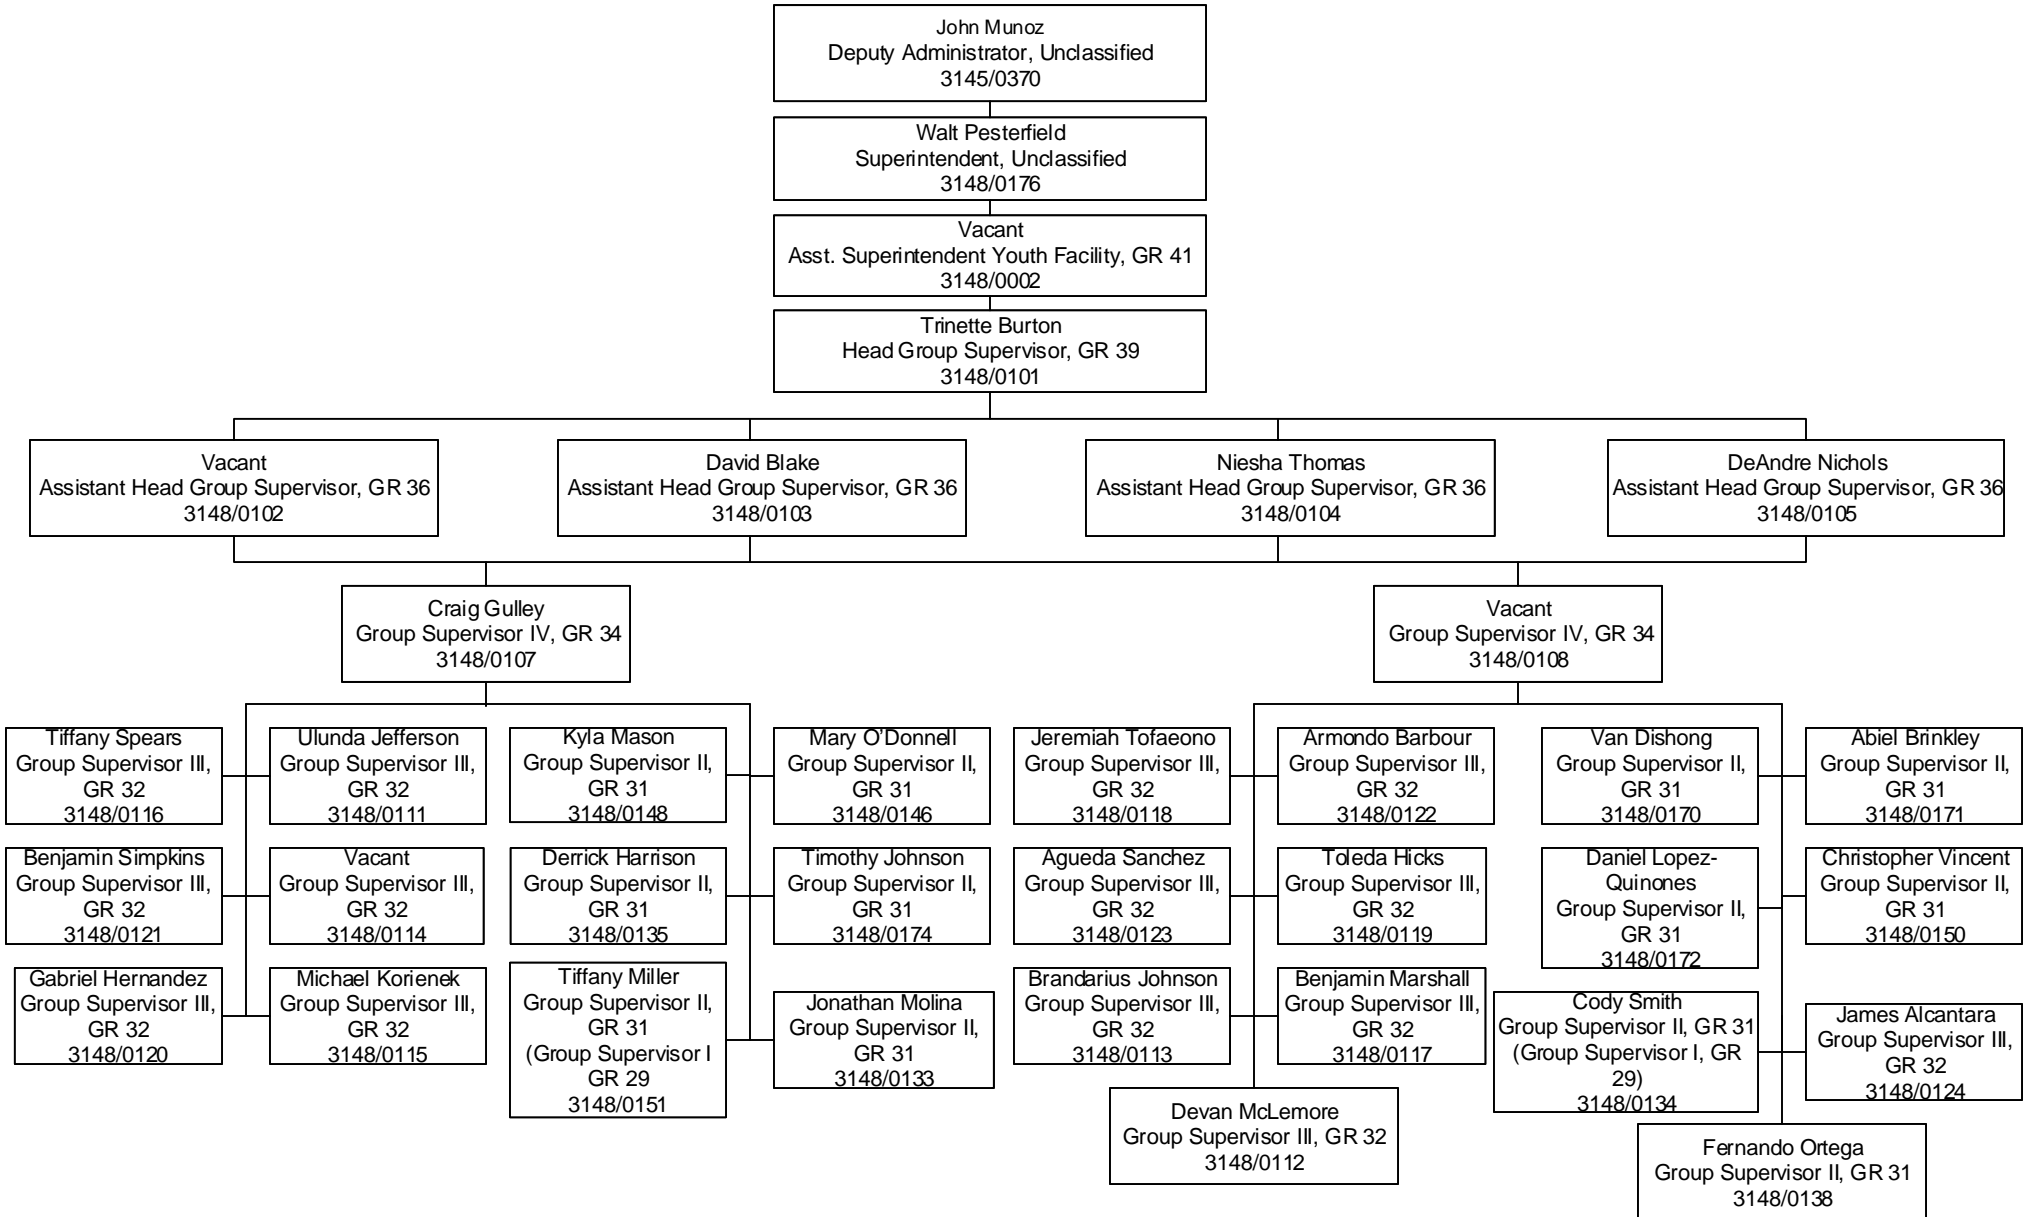 John Munoz
Deputy Administrator, Unclassified
3145/0370
Walt Pesterfield
Superintendent, Unclassified
3148/0176
Vacant
Asst. Superintendent Youth Facility, GR 41
3148/0002
Trinette Burton
Head Group Supervisor, GR 39
3148/0101
Vacant
Assistant Head Group Supervisor, GR 36
3148/0102
David Blake
Assistant Head Group Supervisor, GR 36
3148/0103
Niesha Thomas
Assistant Head Group Supervisor, GR 36
3148/0104
DeAndre Nichols
Assistant Head Group Supervisor, GR 36
3148/0105
Craig Gulley
Group Supervisor IV, GR 34
3148/0107
Vacant
Group Supervisor IV, GR 34
3148/0108
Tiffany Spears
Group Supervisor III,
GR 32
3148/0116
Ulunda Jefferson
Group Supervisor III,
GR 32
3148/0111
Kyla Mason
Group Supervisor II,
GR 31
3148/0148
Mary O'Donnell
Group Supervisor II,
GR 31
3148/0146
Jeremiah Tofaeono
Group Supervisor III,
GR 32
3148/0118
Armondo Barbour
Group Supervisor III,
GR 32
3148/0122
Van Dishong
Group Supervisor II,
GR 31
3148/0170
Abiel Brinkley
Group Supervisor II,
GR 31
3148/0171
Benjamin Simpkins
Group Supervisor III,
GR 32
3148/0121
Vacant
Group Supervisor III,
GR 32
3148/0114
Derrick Harrison
Group Supervisor II,
GR 31
3148/0135
Timothy Johnson
Group Supervisor II,
GR 31
3148/0174
Agueda Sanchez
Group Supervisor III,
GR 32
3148/0123
Toleda Hicks
Group Supervisor III,
GR 32
3148/0119
Daniel Lopez-
Quinones
Group Supervisor II,
GR 31
3148/0172
Christopher Vincent
Group Supervisor II,
GR 31
3148/0150
Gabriel Hernandez
Group Supervisor III,
GR 32
3148/0120
Michael Korienek
Group Supervisor III,
GR 32
3148/0115
Tiffany Miller
Group Supervisor II,
GR 31
(Group Supervisor I
GR 29
3148/0151
Jonathan Molina
Group Supervisor II,
GR 31
3148/0133
Brandarius Johnson
Group Supervisor III,
GR 32
3148/0113
Benjamin Marshall
Group Supervisor III,
GR 32
3148/0117
Cody Smith
Group Supervisor II, GR 31
(Group Supervisor I, GR
29)
3148/0134
James Alcantara
Group Supervisor III,
GR 32
3148/0124
Devan McLemore
Group Supervisor III, GR 32
3148/0112
Fernando Ortega
Group Supervisor II, GR 31
3148/0138